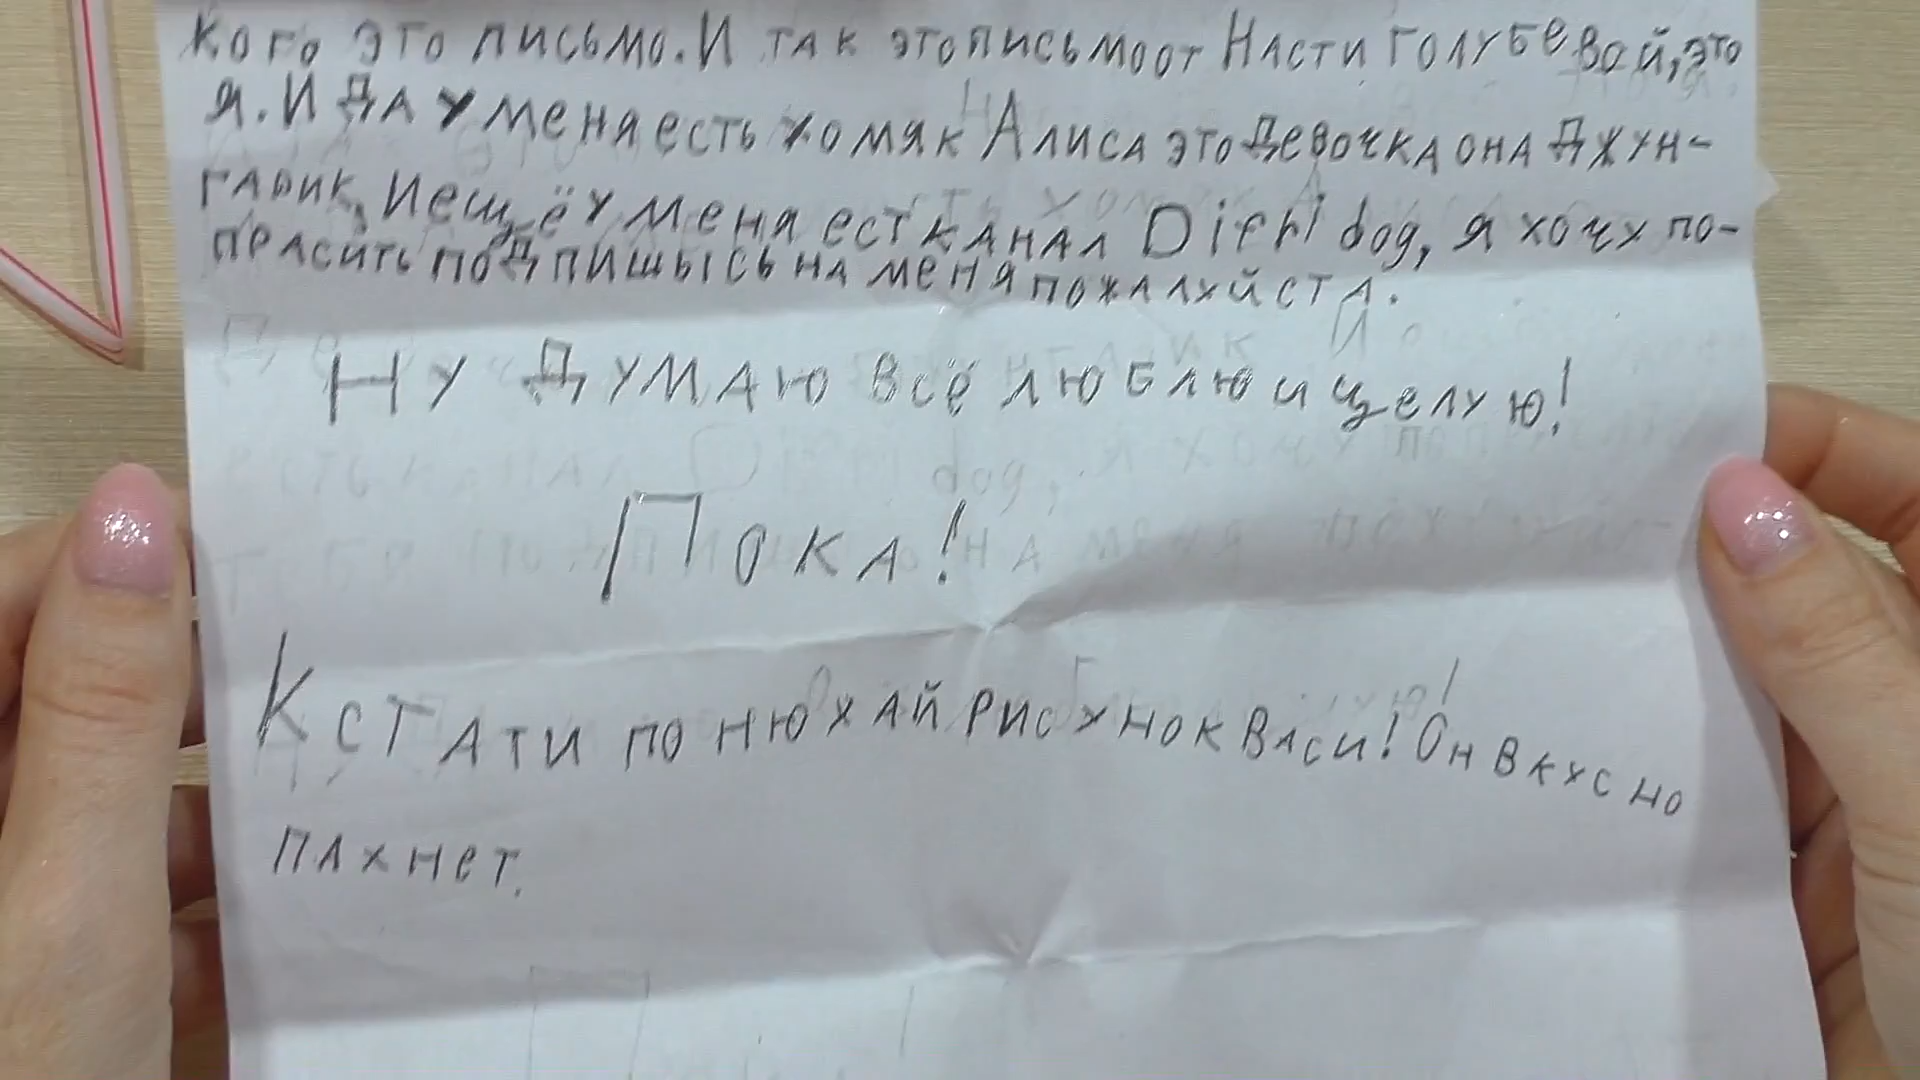 кого это письмо. И так это письмо от Насти Голубевой, это
я. И да у меня есть хомяк Алиса это девочка она джун-
гарик, И ещё у меня ест канал Dichi dog, я хочу по-
прасить подпишысь на меня пожалуйста.
Ну думаю всё люблю и целую!
Пока!
Кстати понюхай рисунок Васи! Он вкусно
пахнет.